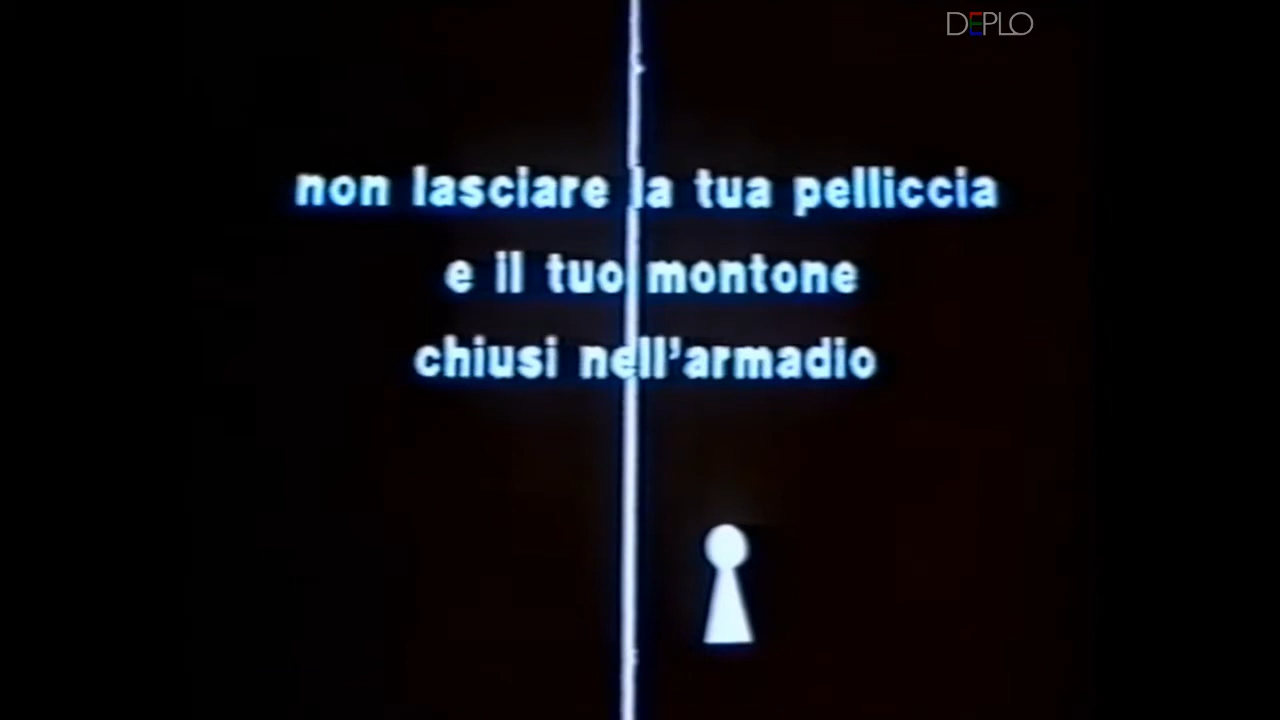 DEPLO
non lasciare la tua pelliccia
e il tuo montone
chiusi nell'armadio